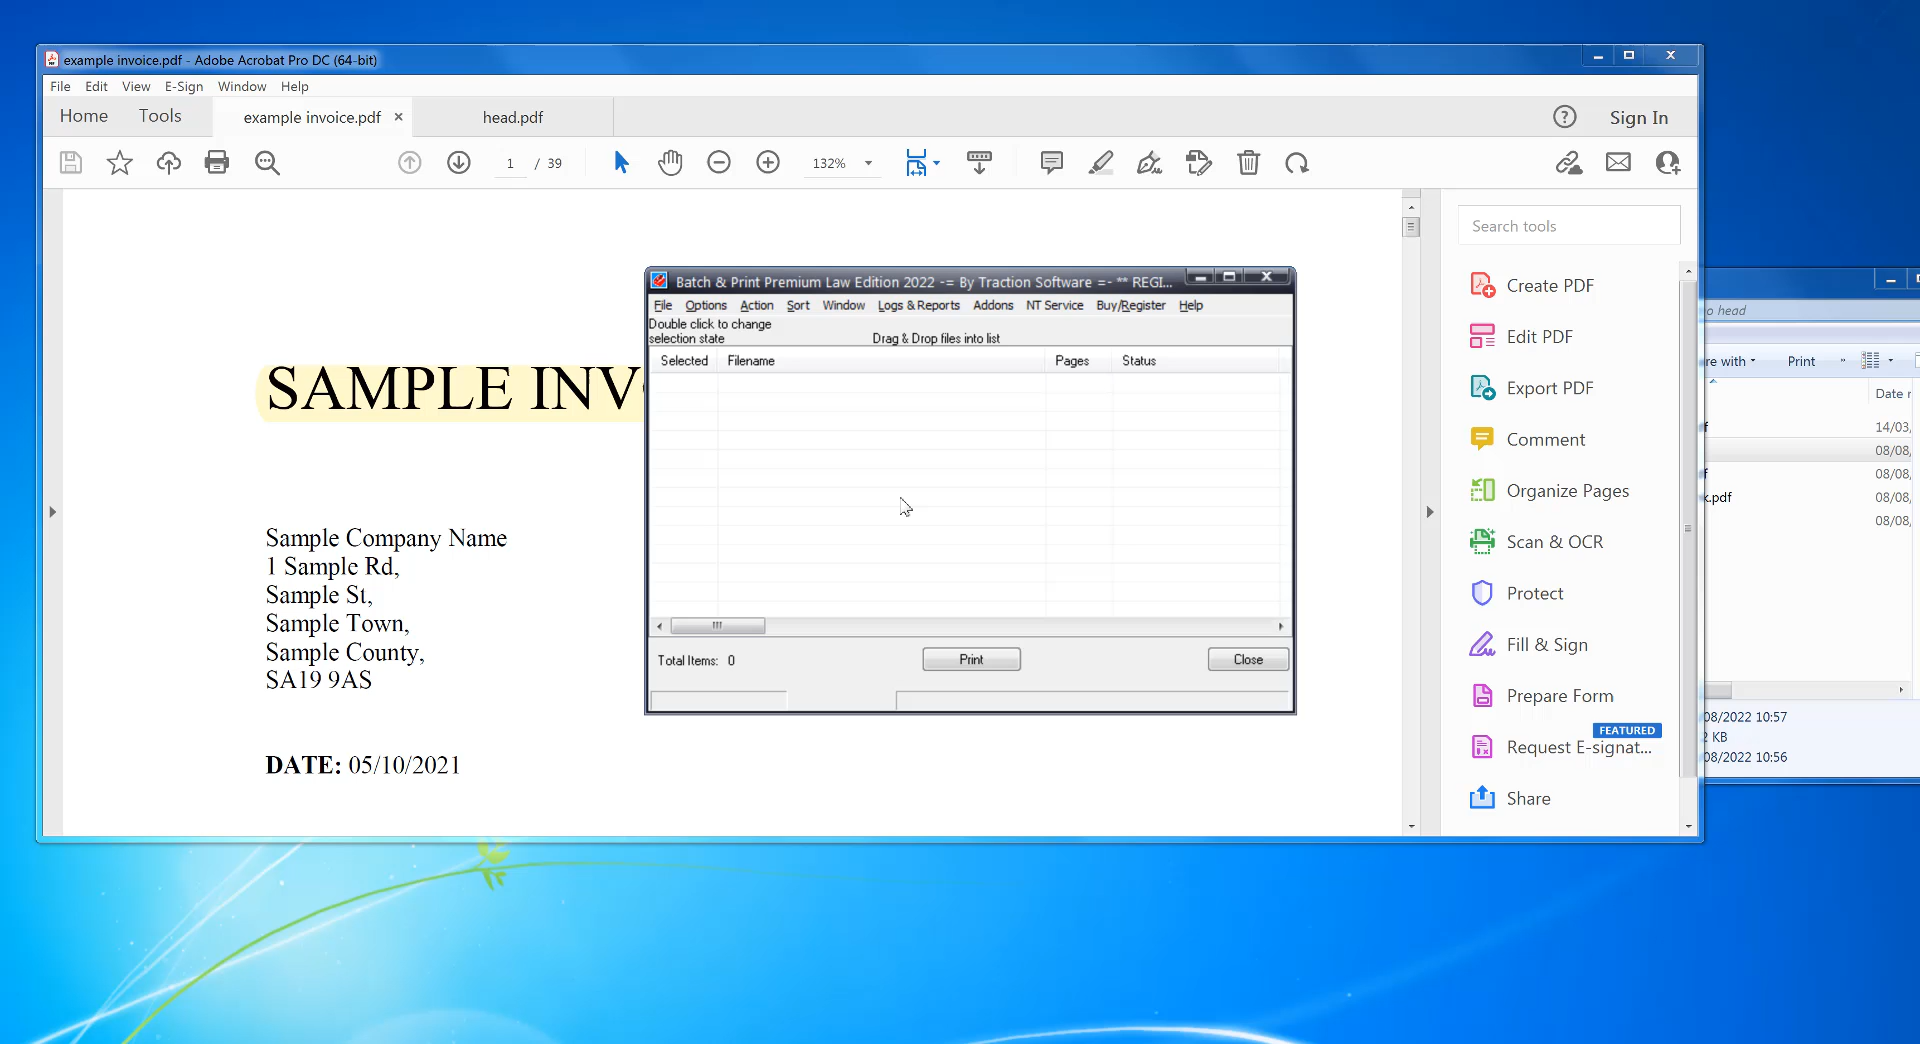 example invoice.pdf - Adobe Acrobat Pro DC (64-bit)
File Edit View E-Sign Window Help
Home Tools example invoice.pdf head.pdf Sign In
1 / 39 132%
Search tools
Create PDF
Edit PDF
Export PDF
Comment
Organize Pages
Scan & OCR
Protect
Fill & Sign
Prepare Form
FEATURED
Request E-signat...
Share
SAMPLE INV
Sample Company Name
1 Sample Rd,
Sample St,
Sample Town,
Sample County,
SA19 9AS
DATE: 05/10/2021
Batch & Print Premium Law Edition 2022 -= By Traction Software =- ** REGI...
File Options Action Sort Window Logs & Reports Addons NT Service Buy/Register Help
Double click to change
selection state
Drag & Drop files into list
Selected Filename Pages Status
Total Items: 0 Print Close
head
with Print
Date
14/03,
08/08,
08/08,
.pdf 08/08,
08/08,
08/2022 10:57
KB
08/2022 10:56